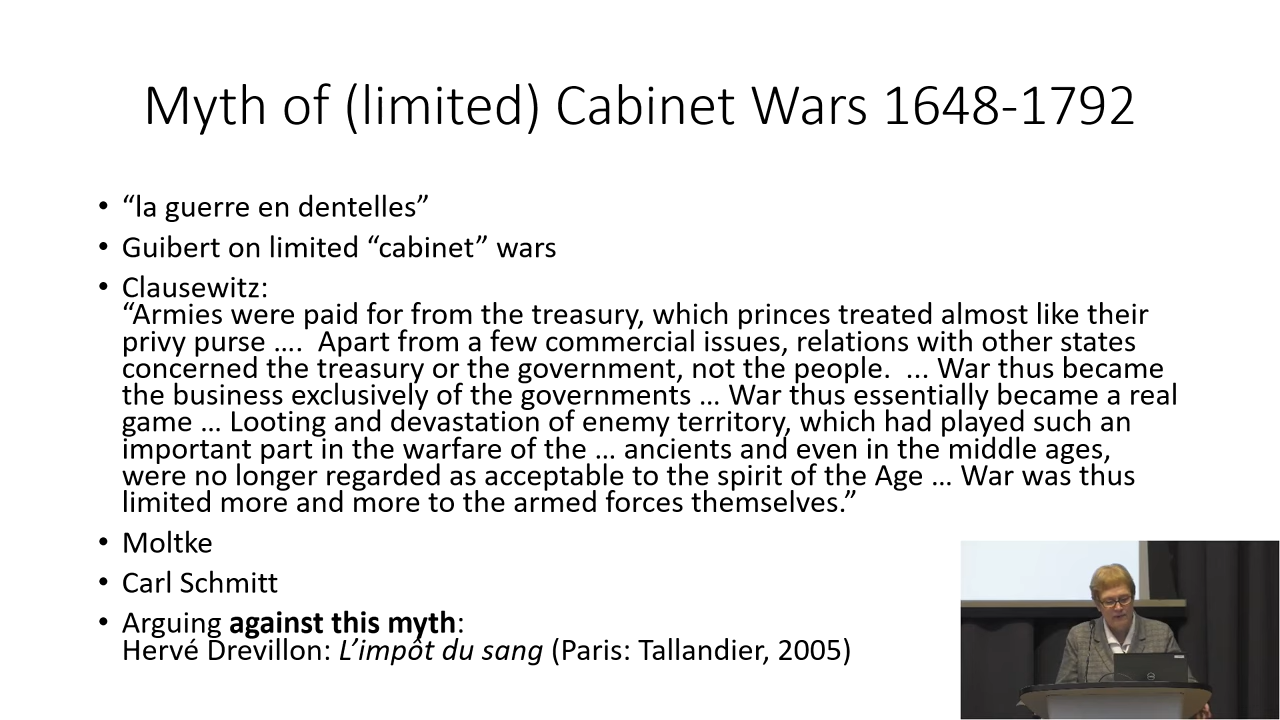 Myth of (limited) Cabinet Wars 1648-1792
• “la guerre en dentelles”
• Guibert on limited “cabinet” wars
• Clausewitz:
“Armies were paid for from the treasury, which princes treated almost like their
privy purse .... Apart from a few commercial issues, relations with other states
concerned the treasury or the government, not the people. ... War thus became
the business exclusively of the governments ... War thus essentially became a real
game ... Looting and devastation of enemy territory, which had played such an
important part in the warfare of the ... ancients and even in the middle ages,
were no longer regarded as acceptable to the spirit of the Age ... War was thus
limited more and more to the armed forces themselves.”
• Moltke
• Carl Schmitt
• Arguing against this myth:
Hervé Drevillon: L’impôt du sang (Paris: Tallandier, 2005)